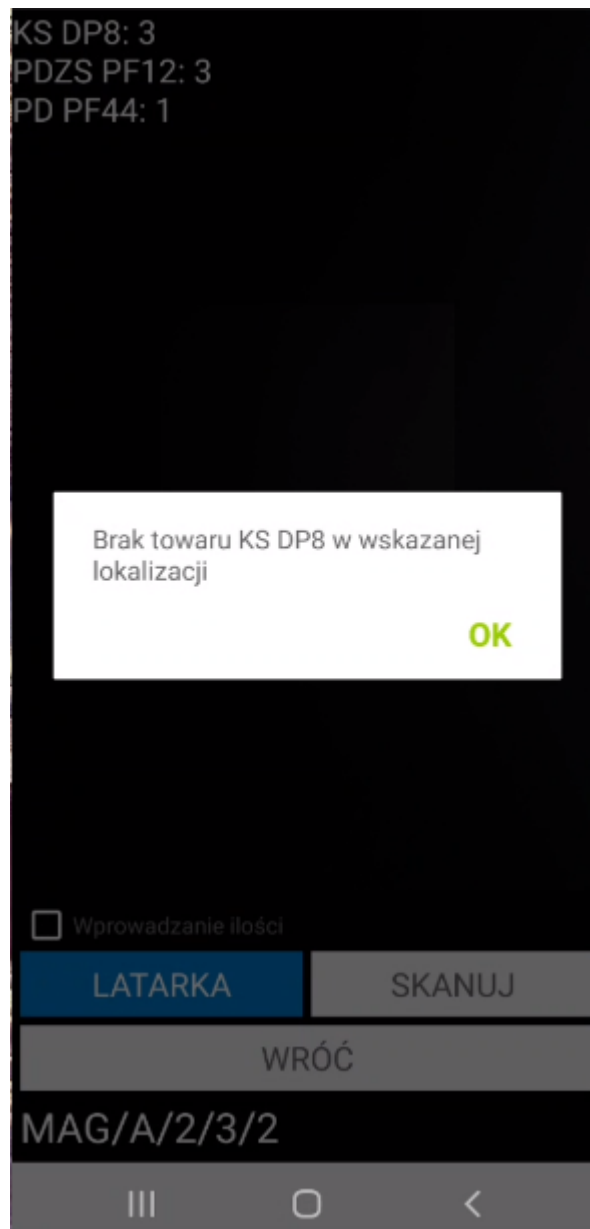 KS DP8: 3
PDZS PF12: 3
PD PF44: 1
Brak towaru KS DP8 w wskazanej
lokalizacji
OK
Wprowadzanie ilości
LATARKA
SKANUJ
WRÓĆ
MAG/A/2/3/2